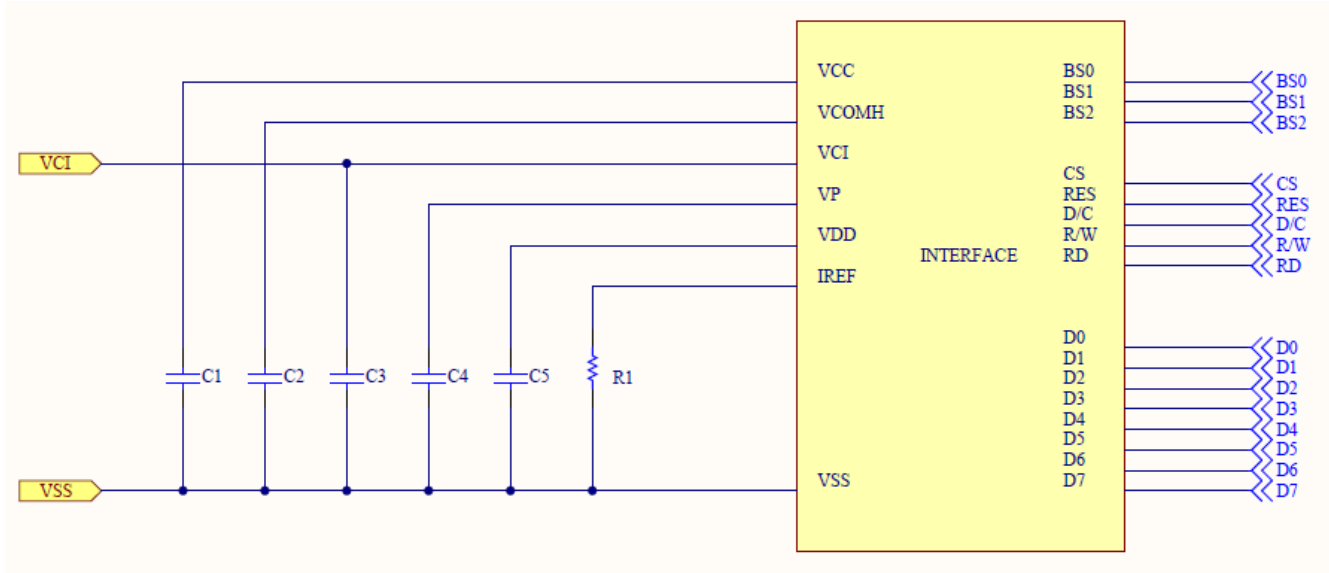 VCC
VCOMH
VCI
VCI
VP
VDD
IREF
INTERFACE
C1
C2
C3
C4
C5
R1
VSS
VSS
BS0
BS1
BS2
CS
RES
D/C
R/W
RD
D0
D1
D2
D3
D4
D5
D6
D7
BS0
BS1
BS2
CS
RES
D/C
R/W
RD
D0
D1
D2
D3
D4
D5
D6
D7